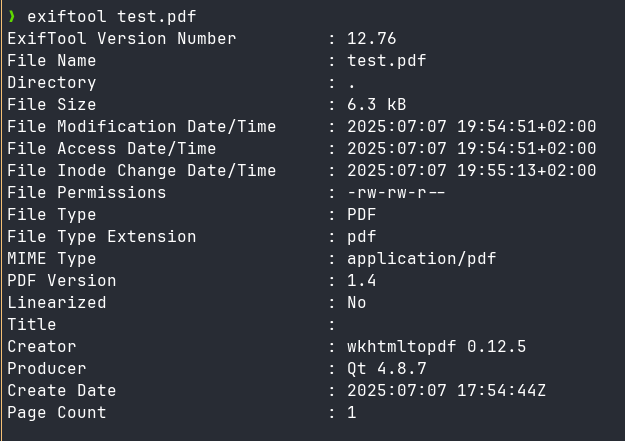 ❯ exiftool test.pdf
ExifTool Version Number         : 12.76
File Name                       : test.pdf
Directory                       : .
File Size                       : 6.3 kB
File Modification Date/Time     : 2025:07:07 19:54:51+02:00
File Access Date/Time           : 2025:07:07 19:54:51+02:00
File Inode Change Date/Time     : 2025:07:07 19:55:13+02:00
File Permissions                : -rw-rw-r--
File Type                       : PDF
File Type Extension             : pdf
MIME Type                       : application/pdf
PDF Version                     : 1.4
Linearized                      : No
Title                           :
Creator                         : wkhtmltopdf 0.12.5
Producer                        : Qt 4.8.7
Create Date                     : 2025:07:07 17:54:44Z
Page Count                      : 1